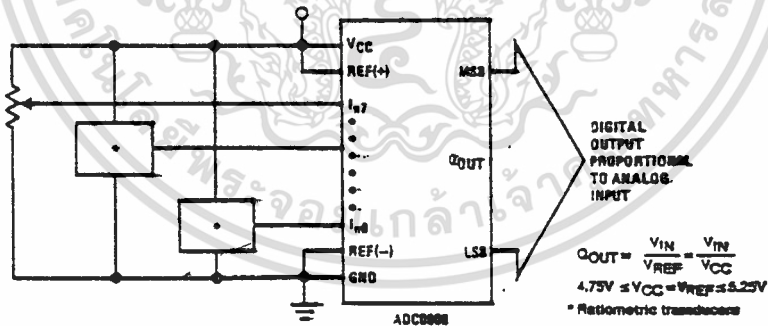 VCC
REF(+)
In7
In0
REF(−)
GND
MSB
QOUT
LSB
ADC0808
DIGITAL
OUTPUT
PROPORTIONAL
TO ANALOG
INPUT
QOUT = VIN/VREF = VIN/VCC
4.75V ≤ VCC = VREF ≤ 5.25V
* Ratiometric transducers